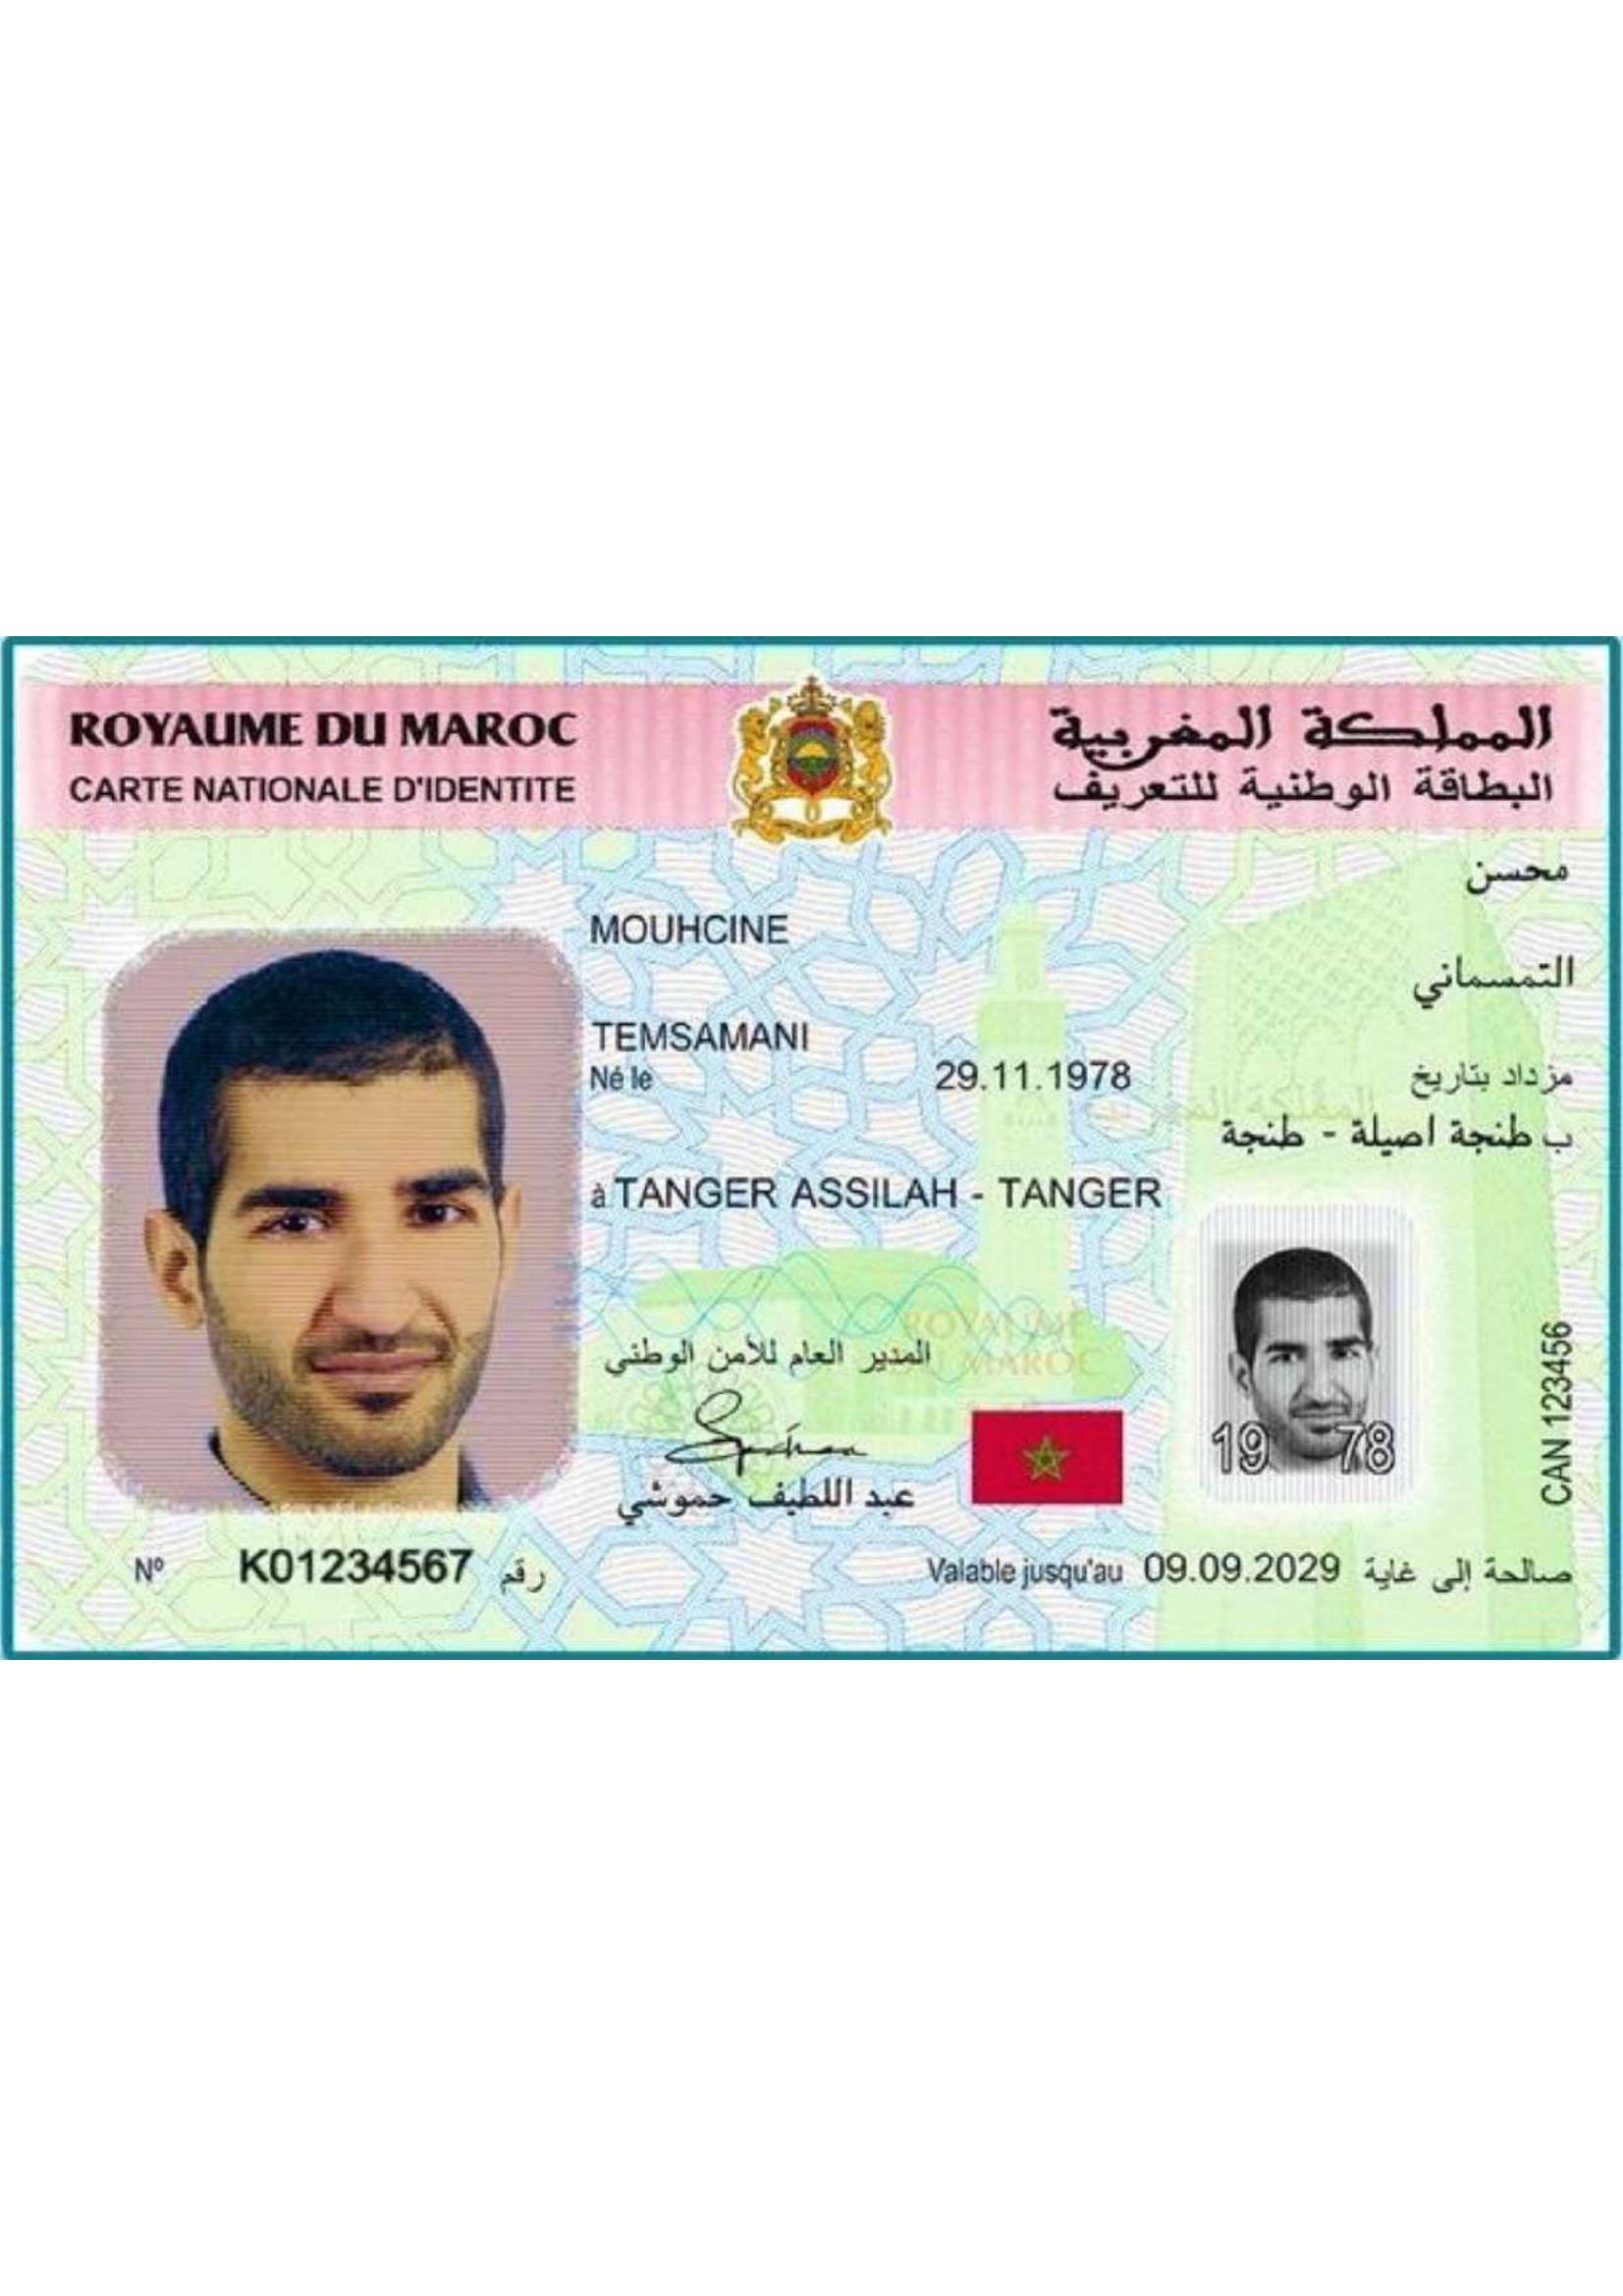 ROYAUME DU MAROC
المملكة المغربية
CARTE NATIONALE D'IDENTITE
البطاقة الوطنية للتعريف
محسن
MOUHCINE
التمسماني
TEMSAMANI
Né le 29.11.1978 مزداد بتاريخ
المملكة المغربية
ب طنجة اصيلة - طنجة
à TANGER ASSILAH - TANGER
ROYAUME
DU MAROC
المدير العام للأمن الوطني
عبد اللطيف حموشي
19 78
CAN 123456
N° K01234567 رقم
Valable jusqu'au 09.09.2029 صالحة إلى غاية